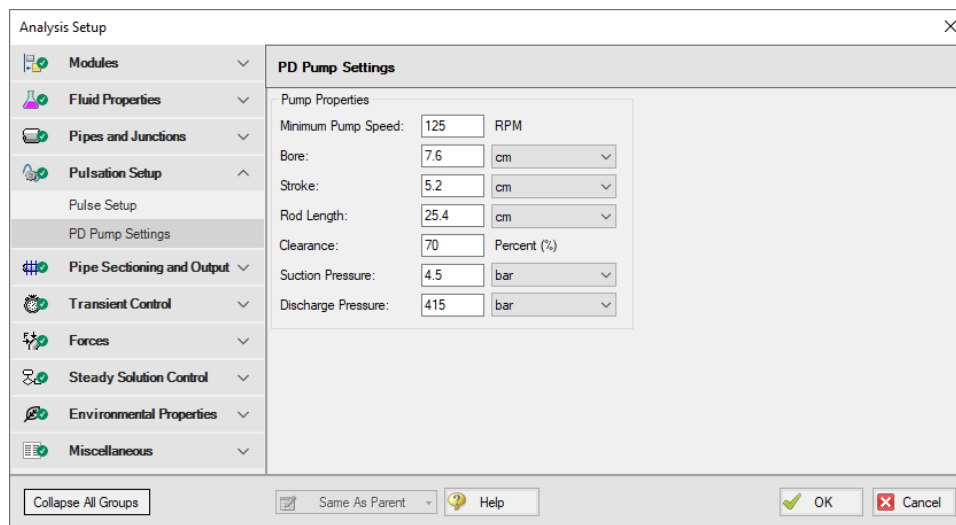 Analysis Setup
Modules
Fluid Properties
Pipes and Junctions
Pulsation Setup
Pulse Setup
PD Pump Settings
Pipe Sectioning and Output
Transient Control
Forces
Steady Solution Control
Environmental Properties
Miscellaneous
PD Pump Settings
Pump Properties
Minimum Pump Speed: 125 RPM
Bore: 7.6 cm
Stroke: 5.2 cm
Rod Length: 25.4 cm
Clearance: 70 Percent (%)
Suction Pressure: 4.5 bar
Discharge Pressure: 415 bar
Collapse All Groups Same As Parent Help OK Cancel